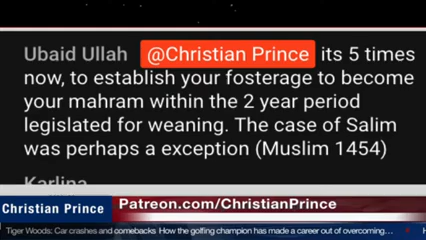 Ubaid Ullah @Christian Prince its 5 times
now, to establish your fosterage to become
your mahram within the 2 year period
legislated for weaning. The case of Salim
was perhaps a exception (Muslim 1454)
Karlina
Christian Prince Patreon.com/ChristianPrince
Tiger Woods: Car crashes and comebacks How the golfing champion has made a career out of overcoming...